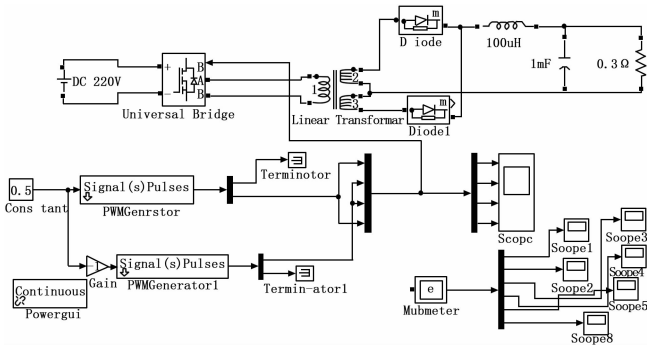 m
D iode
100uH
1mF
0.3Ω
DC 220V
+
−
B
A
B
Universal Bridge
1
2
3
Linear Transformar
m
Diode1
0.5
Cons tant
Signal(s)Pulses
PWMGenrstor
Terminotor
Scopc
Gain
Signal(s)Pulses
PWMGenerator1
Termin-ator1
Continuous
Powergui
e
Mubmeter
Soope1
Soope3
Soope4
Soope2
Soope5
Soope8